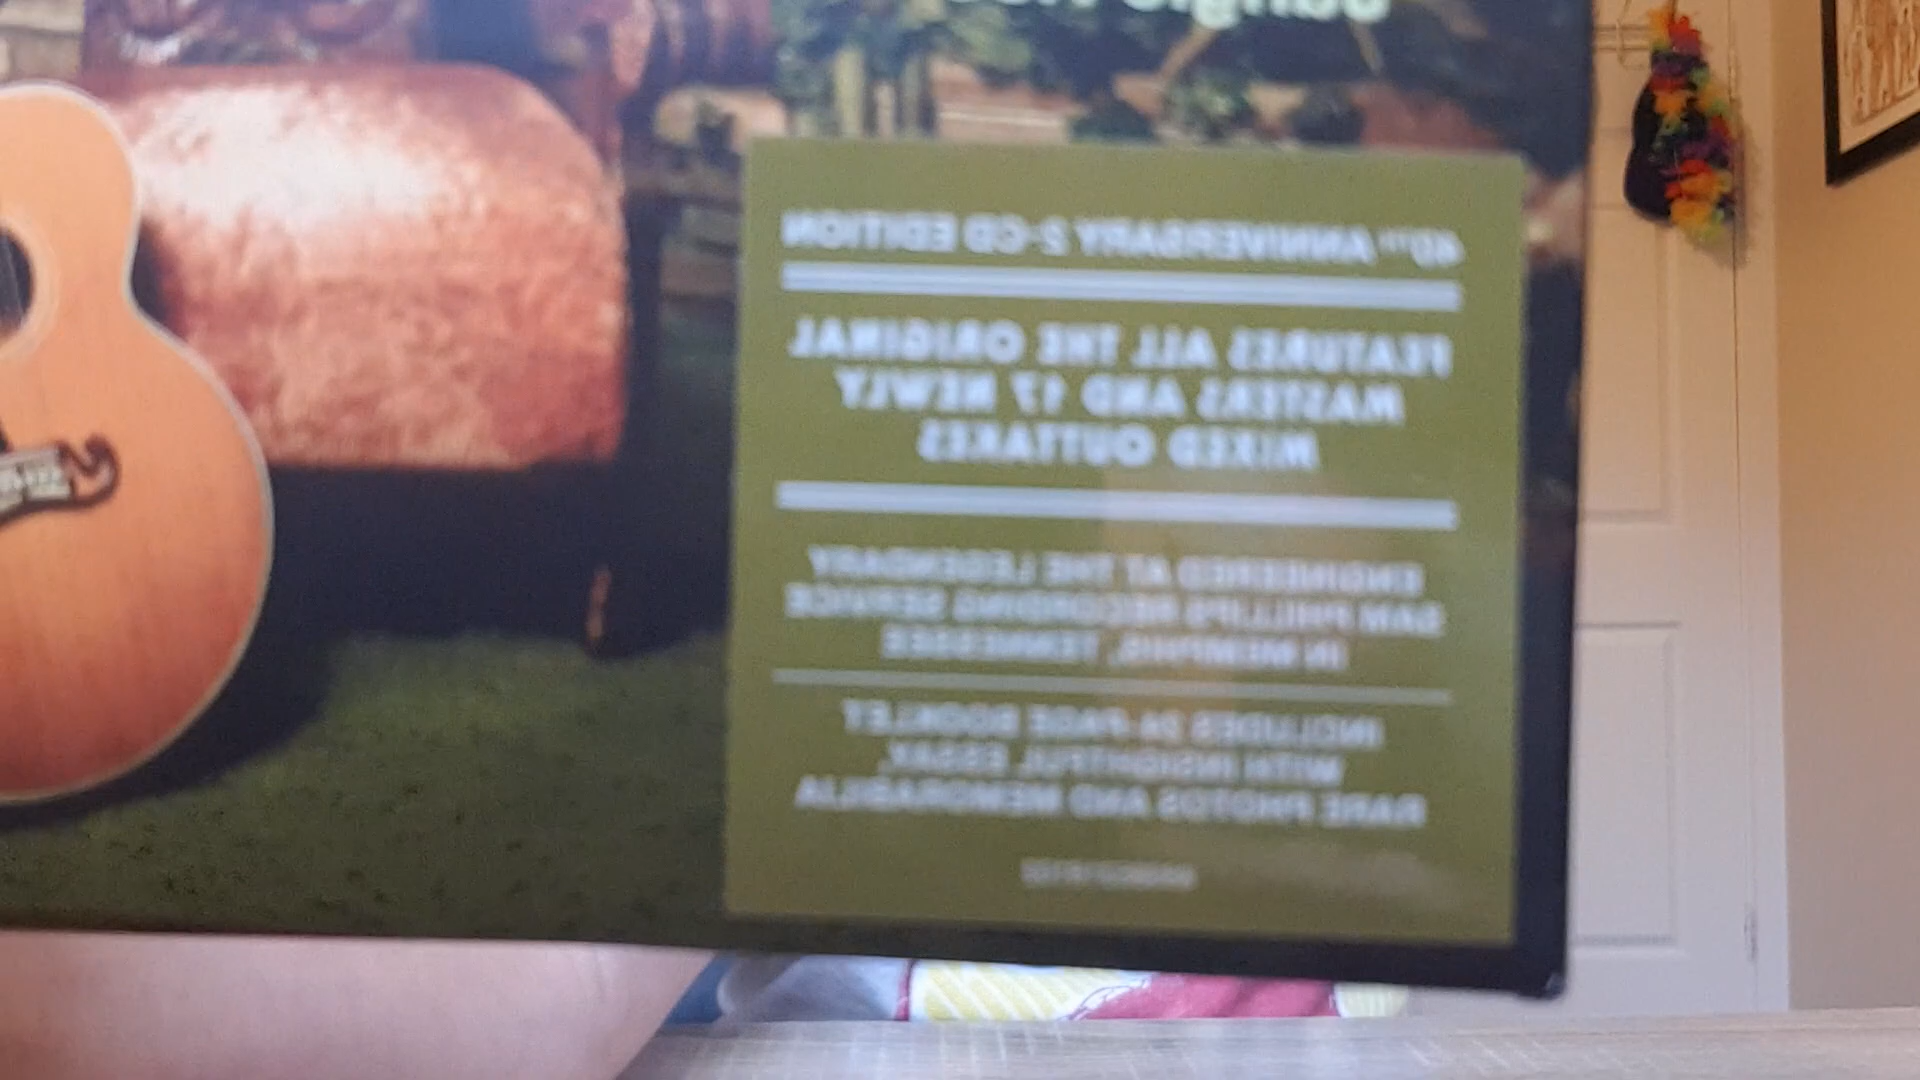 40TH ANNIVERSARY 2-CD EDITION
FEATURES ALL THE ORIGINAL
MASTERS AND 17 NEWLY
MIXED OUTTAKES
ENGINEERED AT THE LEGENDARY
SAM PHILLIPS RECORDING SERVICE
IN MEMPHIS, TENNESSEE
INCLUDES 24-PAGE BOOKLET
WITH INSIGHTFUL ESSAY,
RARE PHOTOS AND MEMORABILIA